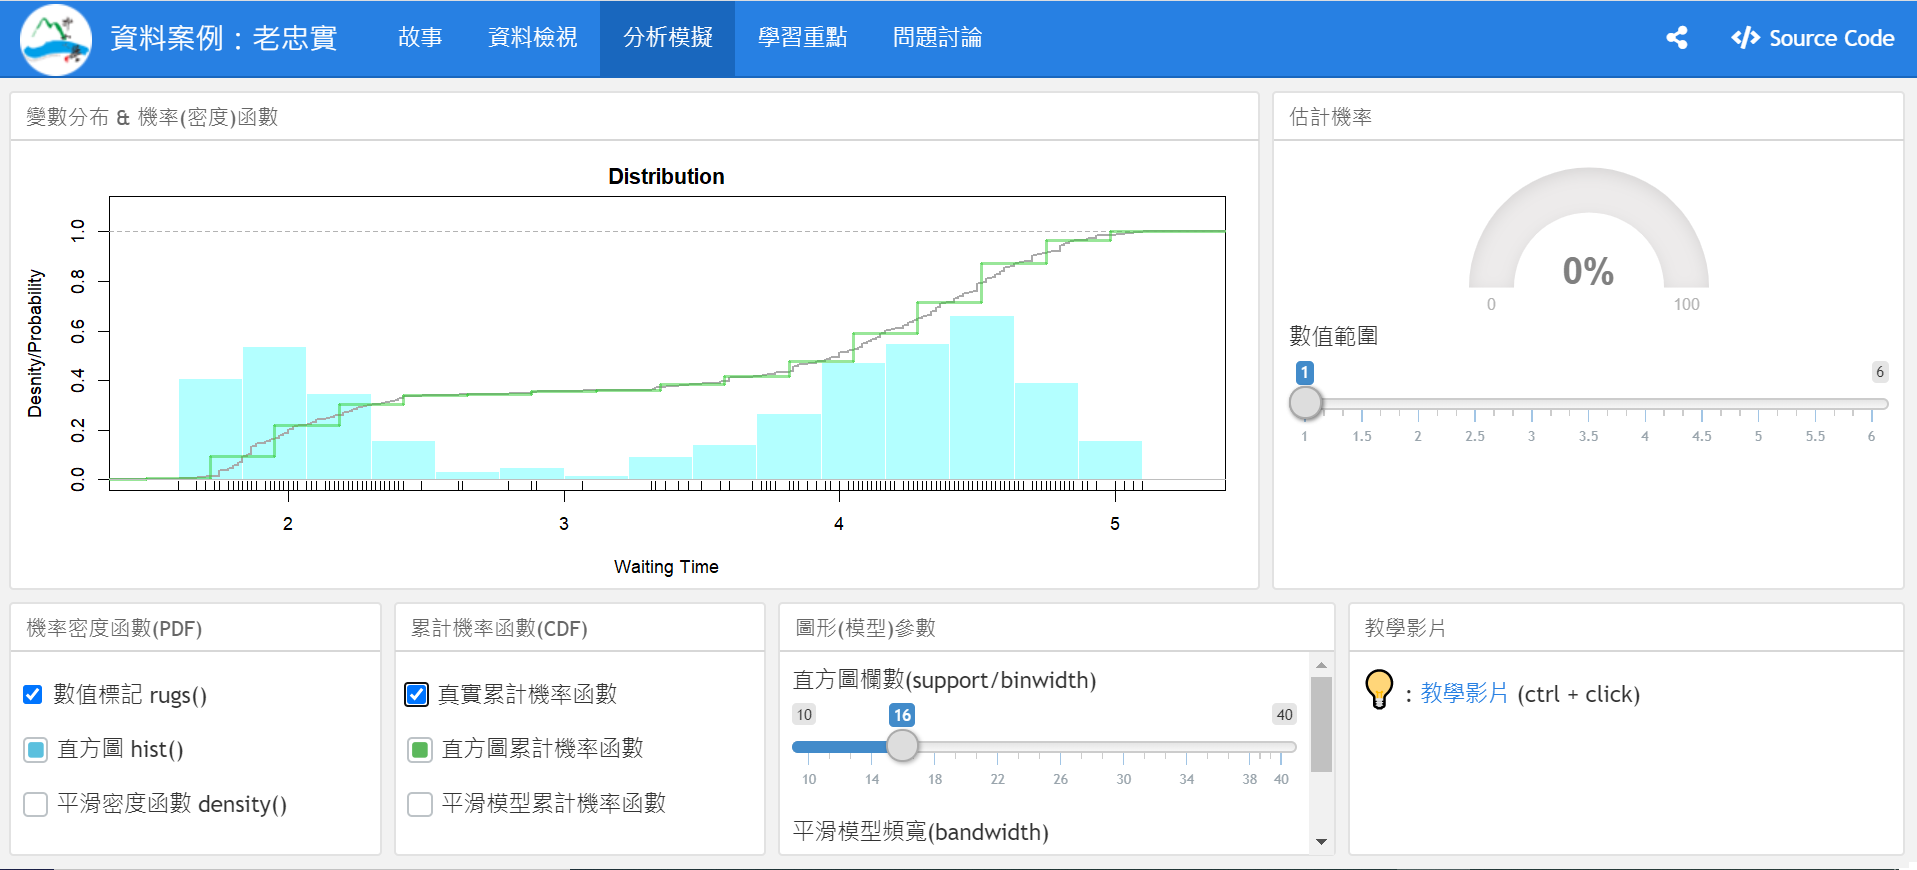 資料案例：老忠實 故事 資料檢視 分析模擬 學習重點 問題討論 Source Code
變數分布 & 機率(密度)函數
Distribution
Desnity/Probability
1.0
0.8
0.6
0.4
0.2
0.0
2 3 4 5
Waiting Time
估計機率
0%
0 100
數值範圍
1 6
1 1.5 2 2.5 3 3.5 4 4.5 5 5.5 6
機率密度函數(PDF)
數值標記 rugs()
直方圖 hist()
平滑密度函數 density()
累計機率函數(CDF)
真實累計機率函數
直方圖累計機率函數
平滑模型累計機率函數
圖形(模型)參數
直方圖欄數(support/binwidth)
10 16 40
10 14 18 22 26 30 34 38 40
平滑模型頻寬(bandwidth)
教學影片
: 教學影片 (ctrl + click)